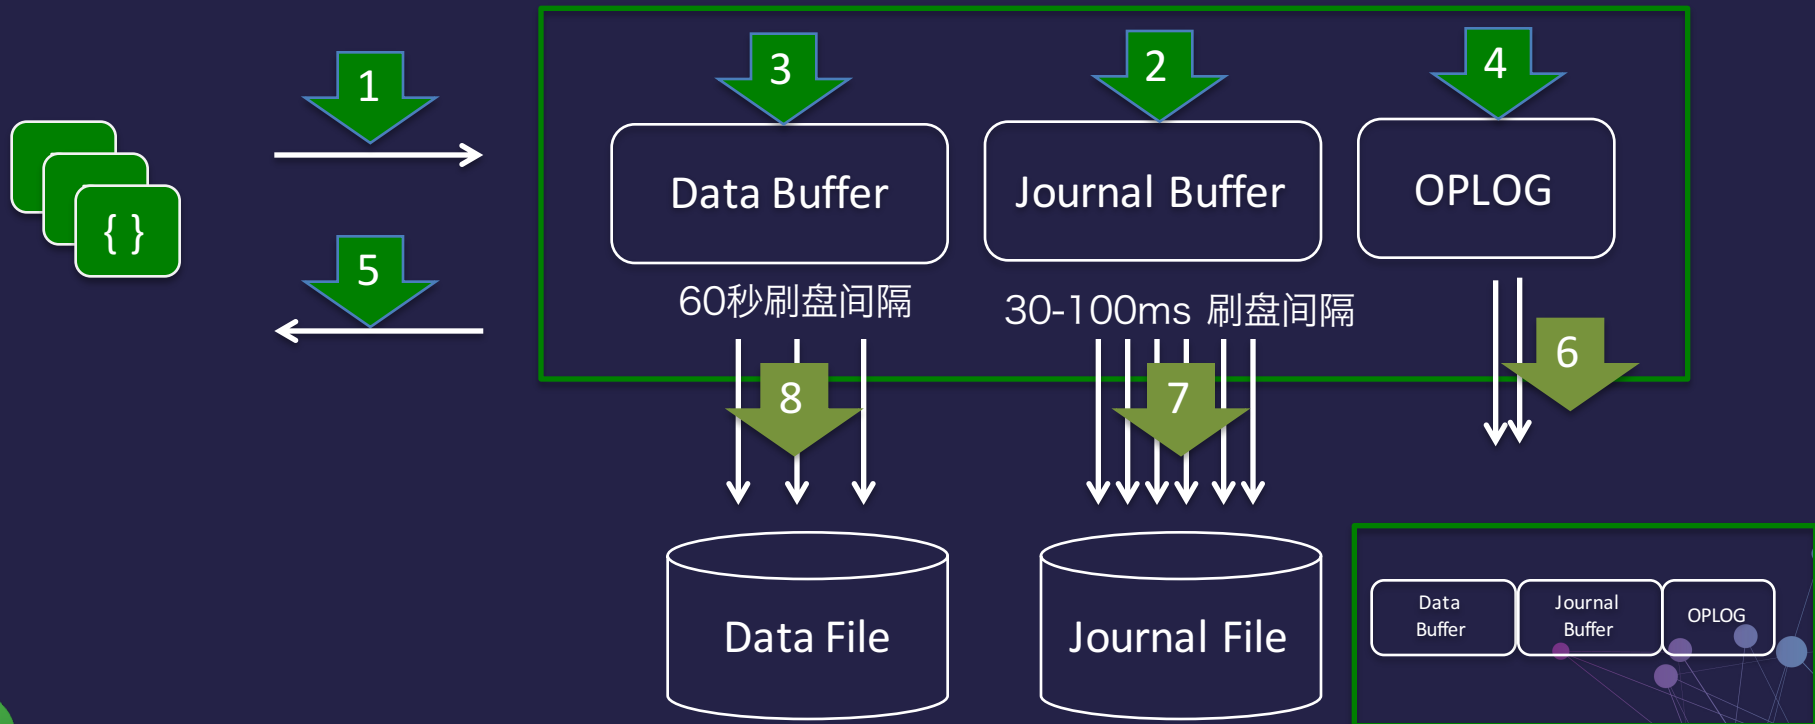 1
3
2
4
{ }
Data Buffer
Journal Buffer
OPLOG
5
60秒刷盘间隔
30-100ms 刷盘间隔
6
8
7
Data File
Journal File
Data
Buffer
Journal
Buffer
OPLOG